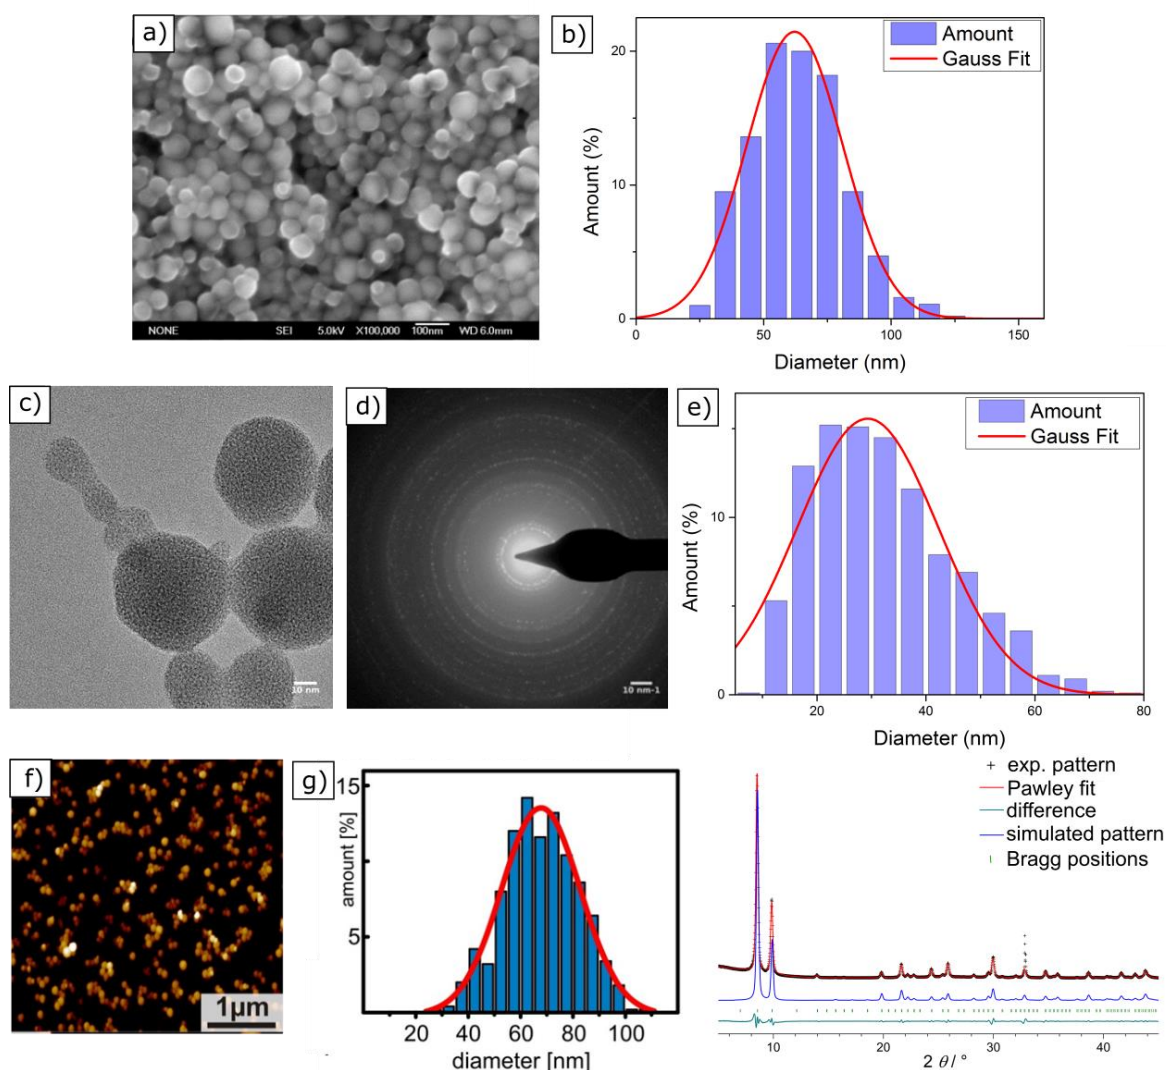 a)
NONE SEI 5.0kV X100,000 100nm WD 6.0mm
b)
Amount
Gauss Fit
Amount (%)
20
10
0
0 50 100 150
Diameter (nm)
c)
10 nm
d)
10 nm-1
e)
Amount
Gauss Fit
Amount (%)
10
0
20 40 60 80
Diameter (nm)
f)
1μm
g)
15
5
amount [%]
20 40 60 80 100
diameter [nm]
exp. pattern
Pawley fit
difference
simulated pattern
Bragg positions
10 20 30 40
2 θ / °